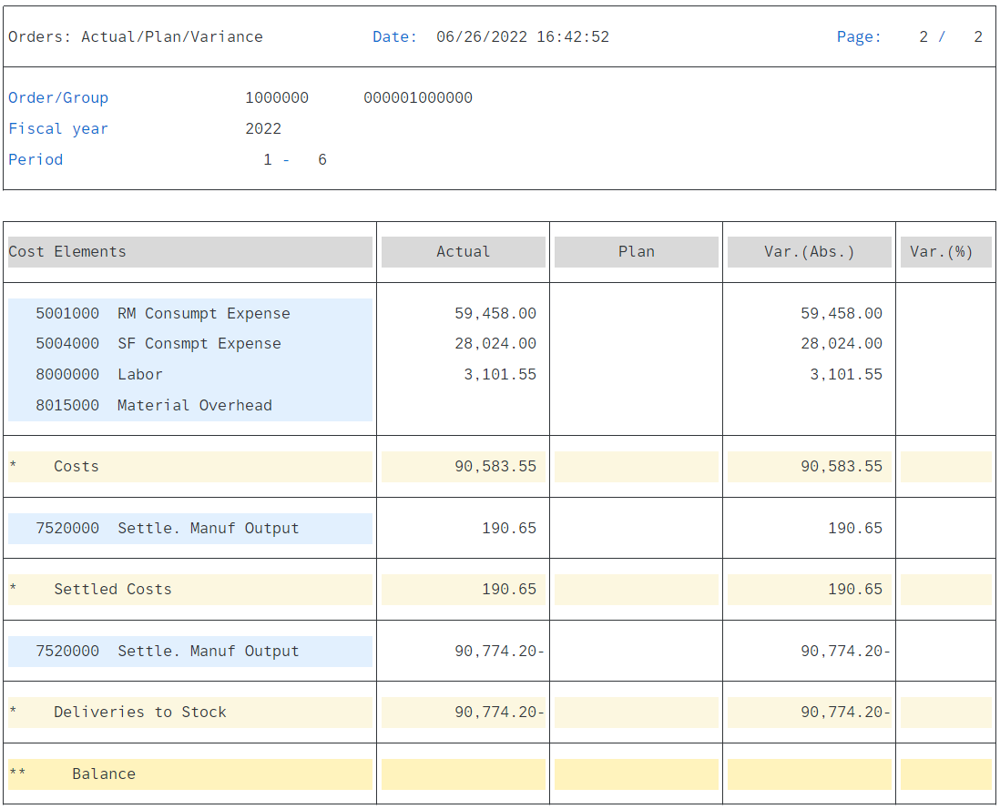 Orders: Actual/Plan/Variance Date: 06/26/2022 16:42:52 Page: 2 / 2
Order/Group 1000000 000001000000
Fiscal year 2022
Period 1 - 6
Cost Elements Actual Plan Var.(Abs.) Var.(%)
5001000 RM Consumpt Expense 59,458.00 59,458.00
5004000 SF Consmpt Expense 28,024.00 28,024.00
8000000 Labor 3,101.55 3,101.55
8015000 Material Overhead
* Costs 90,583.55 90,583.55
7520000 Settle. Manuf Output 190.65 190.65
* Settled Costs 190.65 190.65
7520000 Settle. Manuf Output 90,774.20- 90,774.20-
* Deliveries to Stock 90,774.20- 90,774.20-
** Balance